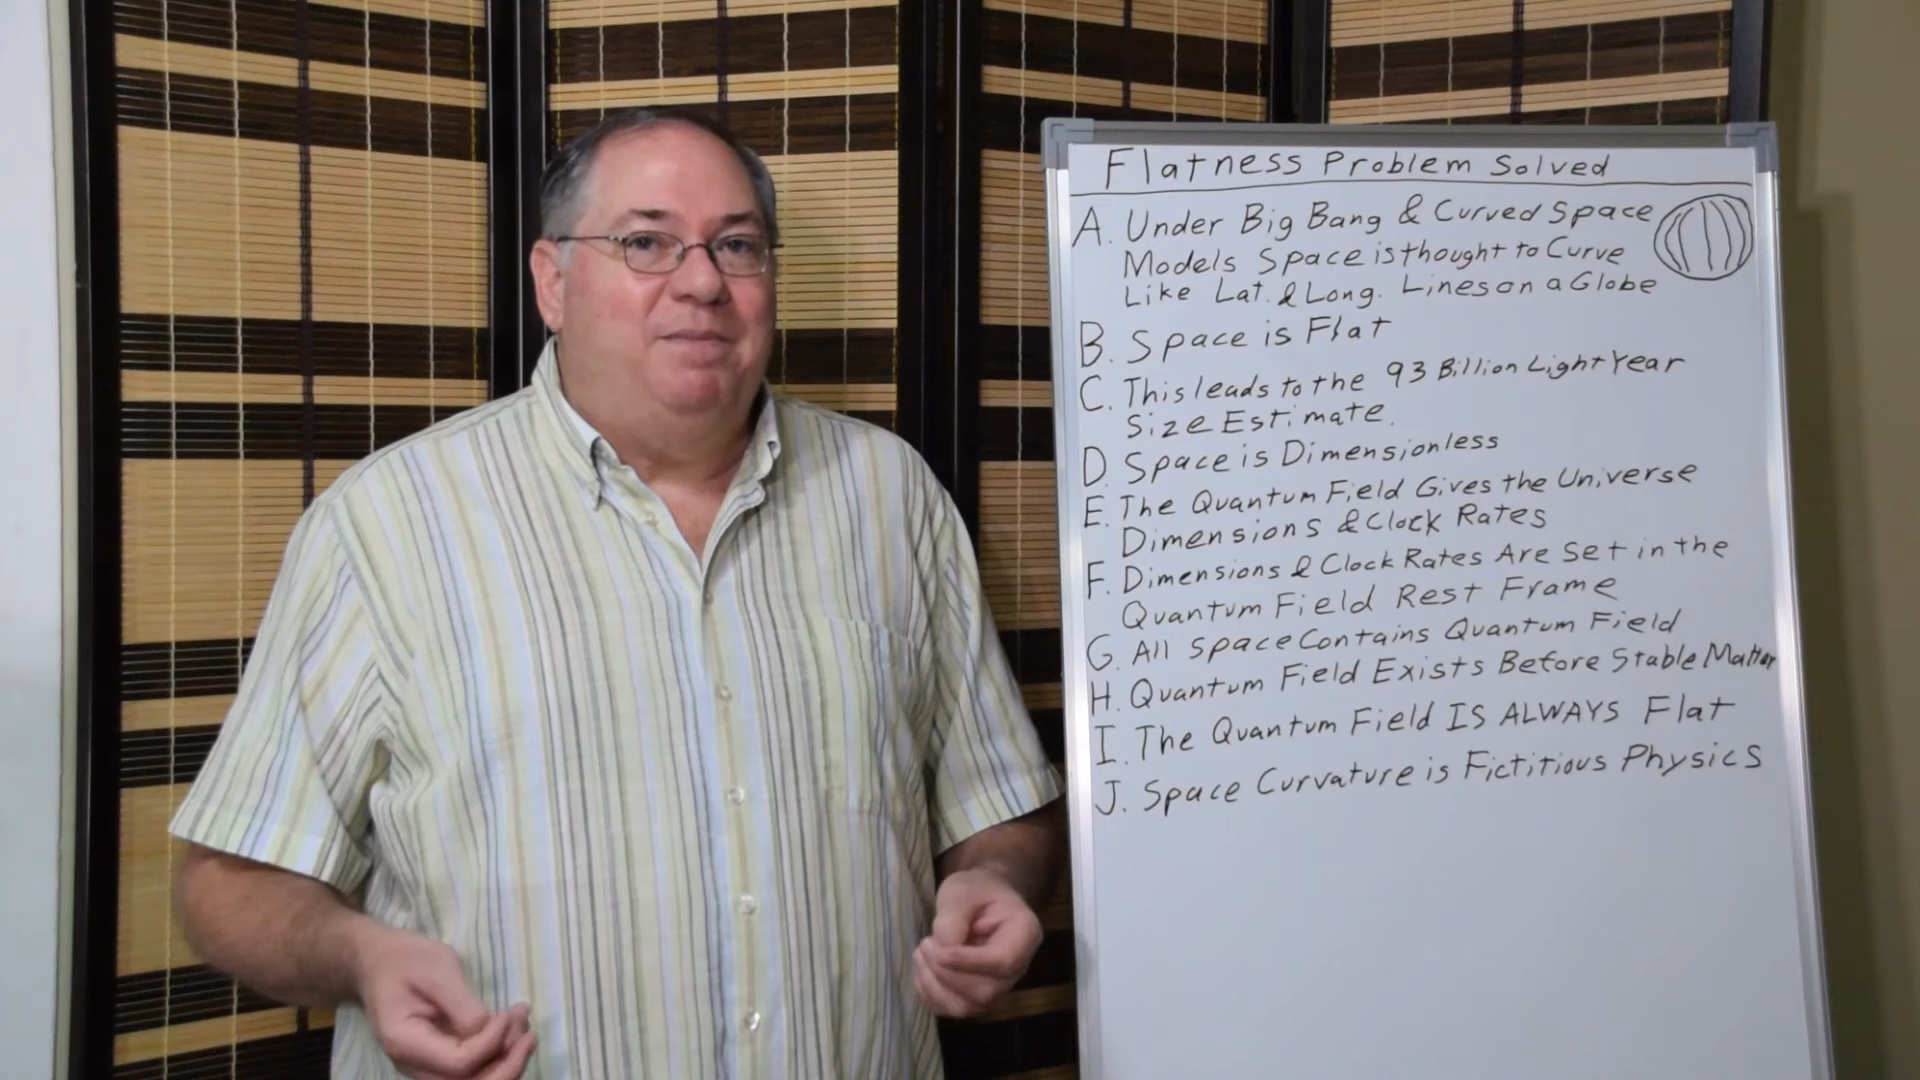 Flatness Problem Solved
A. Under Big Bang & Curved Space
Models Space is thought to Curve
Like Lat. & Long. Lines on a Globe
B. Space is Flat
C. This leads to the 93 Billion Light Year
Size Estimate.
D. Space is Dimensionless
E. The Quantum Field Gives the Universe
Dimensions & Clock Rates
F. Dimensions & Clock Rates Are Set in the
Quantum Field Rest Frame
G. All Space Contains Quantum Field
H. Quantum Field Exists Before Stable Matter
I. The Quantum Field IS ALWAYS Flat
J. Space Curvature is Fictitious Physics